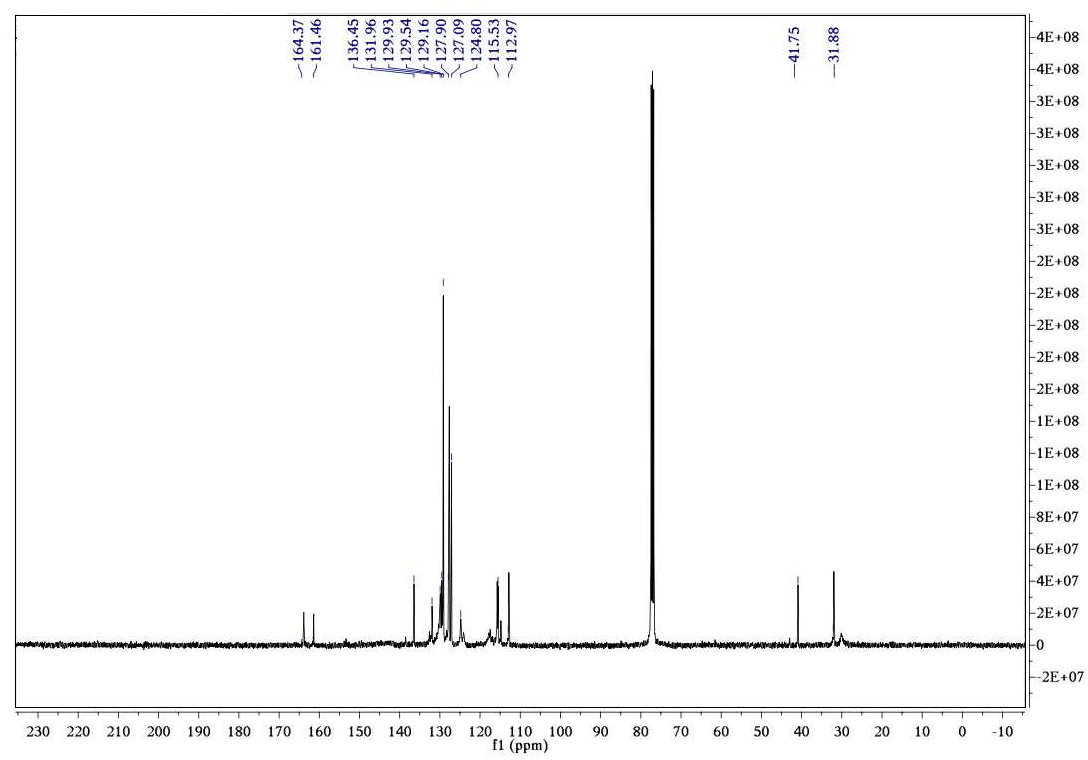 164.37
161.46
136.45
131.96
129.93
129.54
129.16
127.90
127.09
124.80
115.53
112.97
41.75
31.88
4E+08
4E+08
3E+08
3E+08
3E+08
3E+08
3E+08
2E+08
2E+08
2E+08
2E+08
2E+08
1E+08
1E+08
1E+08
8E+07
6E+07
4E+07
2E+07
0
-2E+07
230 220 210 200 190 180 170 160 150 140 130 120 110 100 90 80 70 60 50 40 30 20 10 0 -10
f1 (ppm)